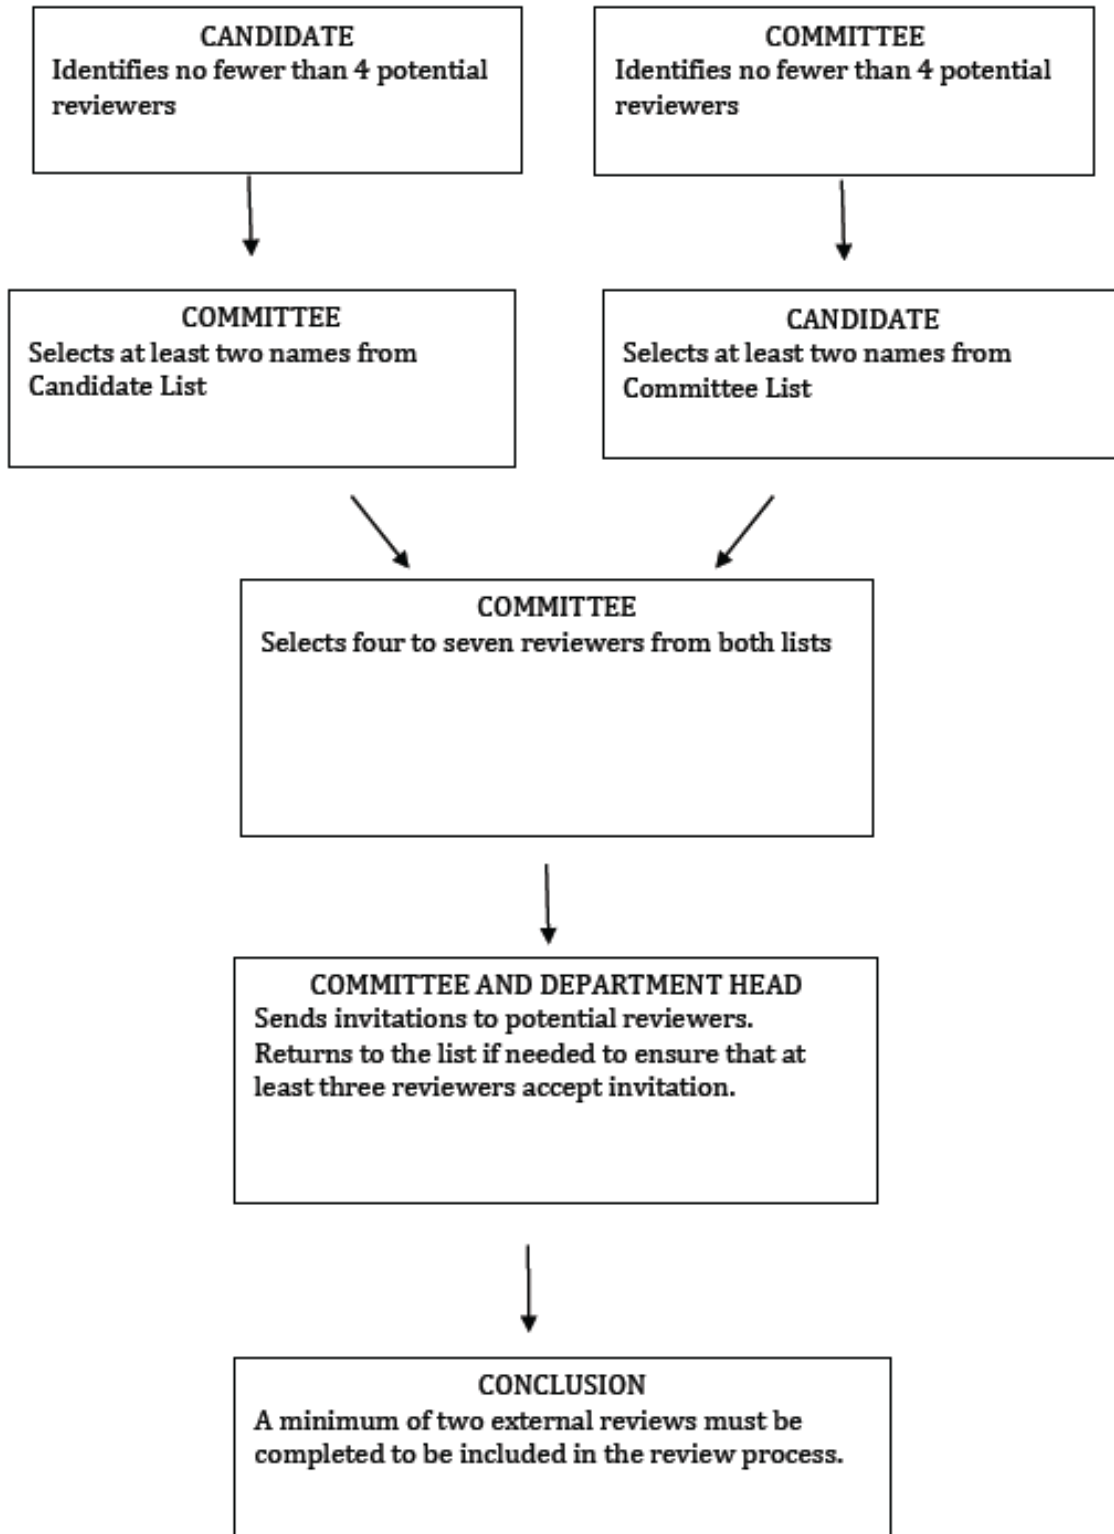 CANDIDATE
Identifies no fewer than 4 potential
reviewers
COMMITTEE
Identifies no fewer than 4 potential
reviewers
COMMITTEE
Selects at least two names from
Candidate List
CANDIDATE
Selects at least two names from
Committee List
COMMITTEE
Selects four to seven reviewers from both lists
COMMITTEE AND DEPARTMENT HEAD
Sends invitations to potential reviewers.
Returns to the list if needed to ensure that at
least three reviewers accept invitation.
CONCLUSION
A minimum of two external reviews must be
completed to be included in the review process.